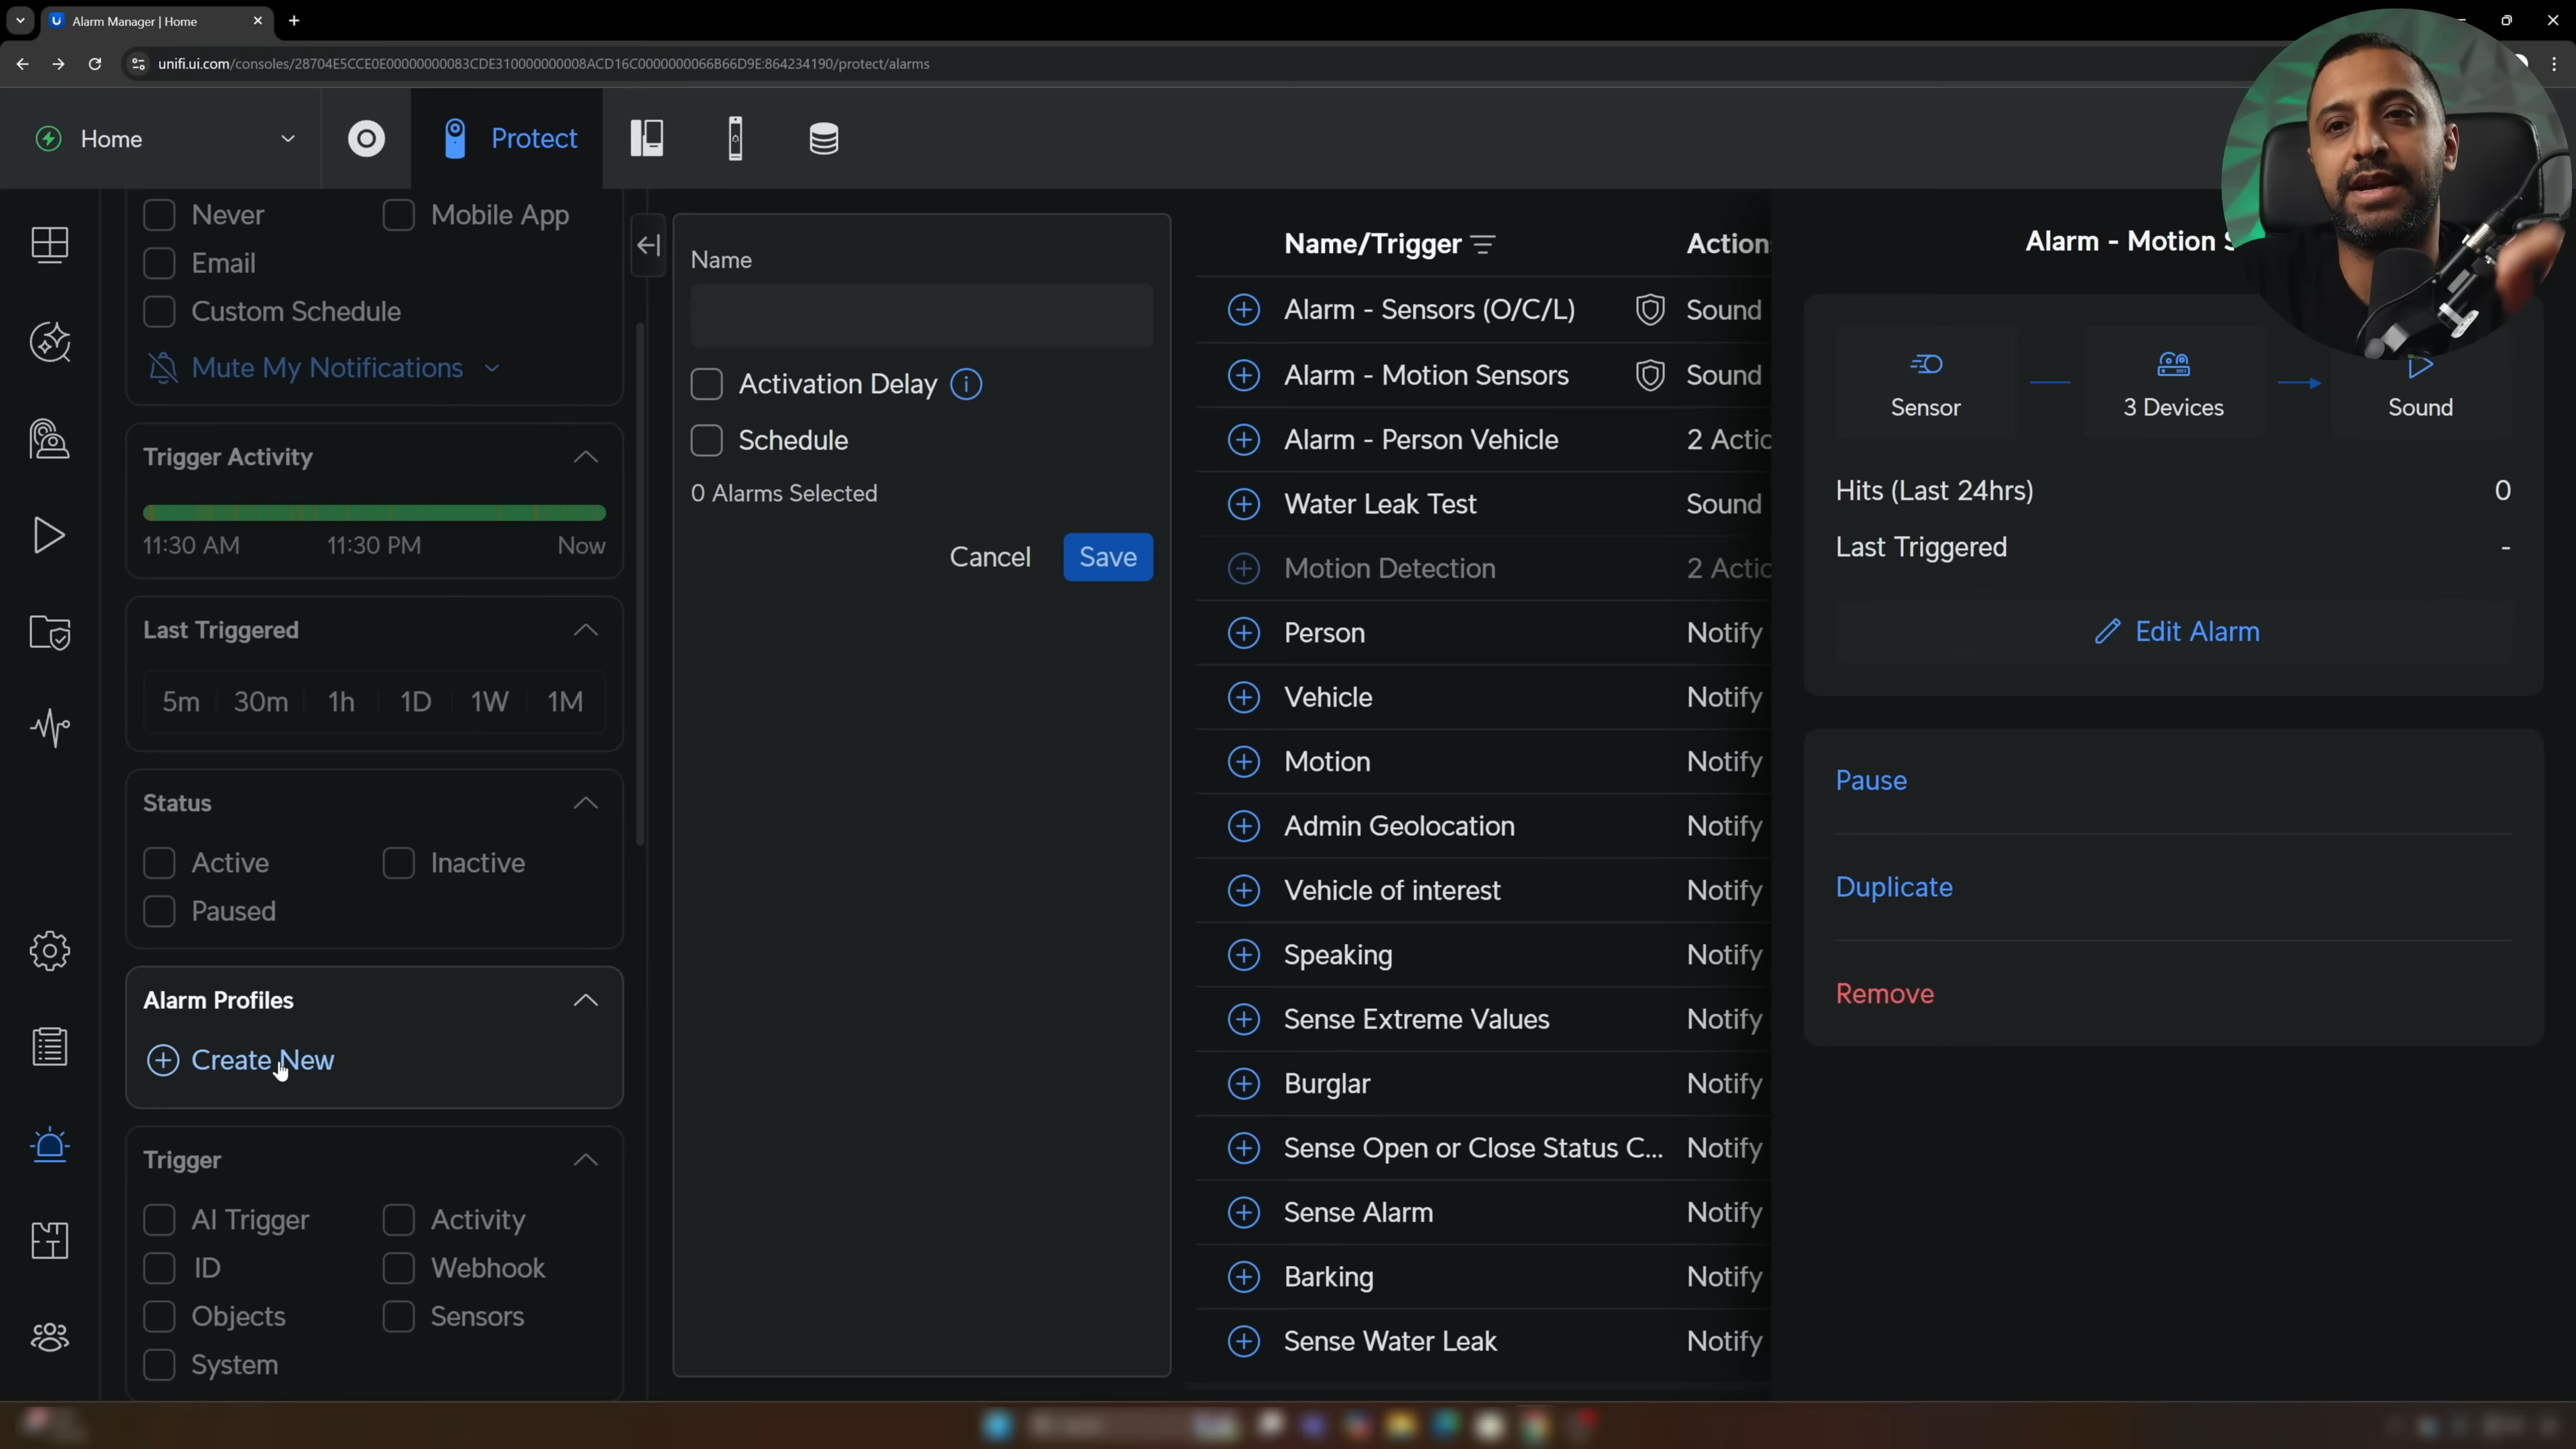 Alarm Manager | Home
unifi.ui.com/consoles/28704E5CCE0E00000000083CDE310000000008ACD16C0000000066B66D9E:864234190/protect/alarms
Home
Protect
Never
Mobile App
Email
Custom Schedule
Mute My Notifications
Trigger Activity
11:30 AM 11:30 PM Now
Last Triggered
5m 30m 1h 1D 1W 1M
Status
Active
Inactive
Paused
Alarm Profiles
Create New
Trigger
AI Trigger
Activity
ID
Webhook
Objects
Sensors
System
Name
Activation Delay
Schedule
0 Alarms Selected
Cancel
Save
Name/Trigger
Action
Alarm - Sensors (O/C/L) Sound
Alarm - Motion Sensors Sound
Alarm - Person Vehicle 2 Actio
Water Leak Test Sound
Motion Detection 2 Actio
Person Notify
Vehicle Notify
Motion Notify
Admin Geolocation Notify
Vehicle of interest Notify
Speaking Notify
Sense Extreme Values Notify
Burglar Notify
Sense Open or Close Status C... Notify
Sense Alarm Notify
Barking Notify
Sense Water Leak Notify
Alarm - Motion S
Sensor
3 Devices
Sound
Hits (Last 24hrs) 0
Last Triggered -
Edit Alarm
Pause
Duplicate
Remove